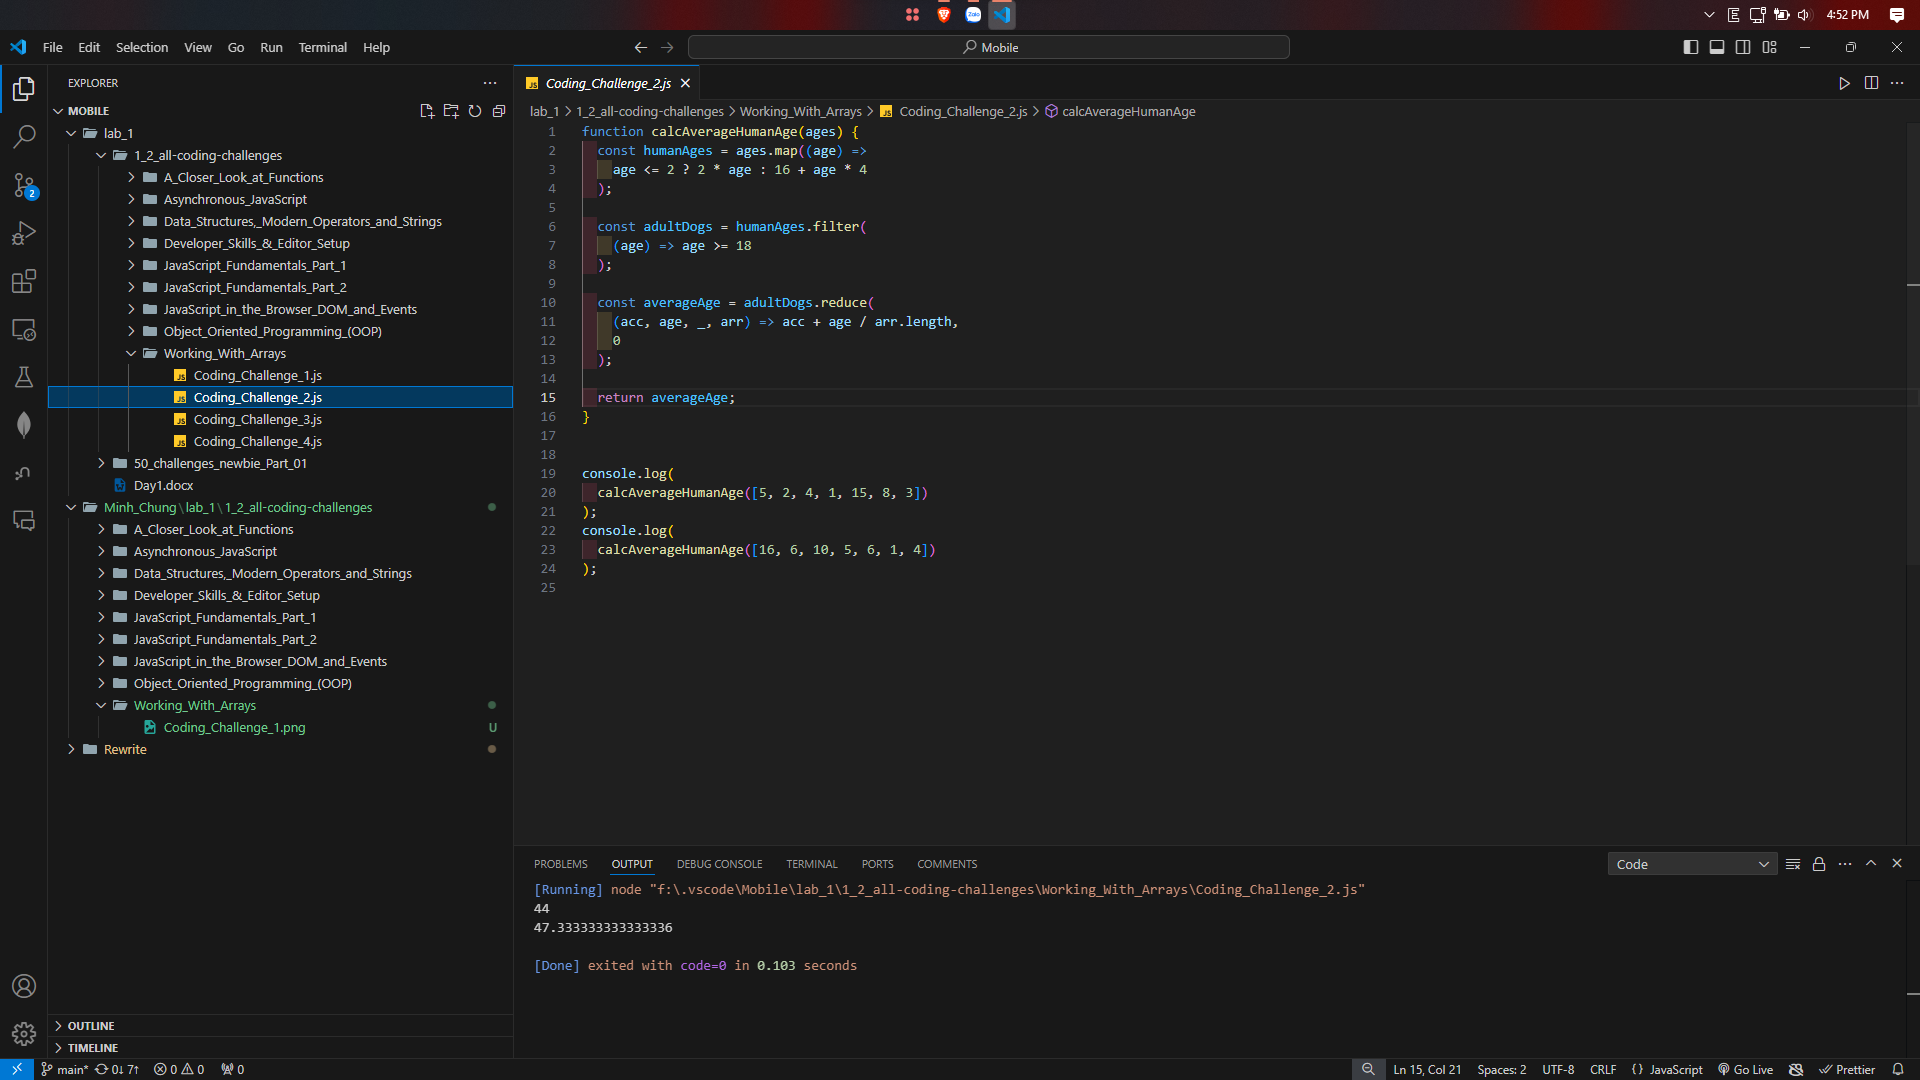 4:52 PM
File Edit Selection View Go Run Terminal Help
Mobile
EXPLORER
MOBILE
lab_1
1_2_all-coding-challenges
A_Closer_Look_at_Functions
Asynchronous_JavaScript
Data_Structures,_Modern_Operators_and_Strings
Developer_Skills_&_Editor_Setup
JavaScript_Fundamentals_Part_1
JavaScript_Fundamentals_Part_2
JavaScript_in_the_Browser_DOM_and_Events
Object_Oriented_Programming_(OOP)
Working_With_Arrays
Coding_Challenge_1.js
Coding_Challenge_2.js
Coding_Challenge_3.js
Coding_Challenge_4.js
50_challenges_newbie_Part_01
Day1.docx
Minh_Chung\lab_1\1_2_all-coding-challenges
A_Closer_Look_at_Functions
Asynchronous_JavaScript
Data_Structures,_Modern_Operators_and_Strings
Developer_Skills_&_Editor_Setup
JavaScript_Fundamentals_Part_1
JavaScript_Fundamentals_Part_2
JavaScript_in_the_Browser_DOM_and_Events
Object_Oriented_Programming_(OOP)
Working_With_Arrays
Coding_Challenge_1.png U
Rewrite
OUTLINE
TIMELINE
Coding_Challenge_2.js
lab_1 > 1_2_all-coding-challenges > Working_With_Arrays > Coding_Challenge_2.js > calcAverageHumanAge
1 function calcAverageHumanAge(ages) {
2 const humanAges = ages.map((age) =>
3 age <= 2 ? 2 * age : 16 + age * 4
4 );
5
6 const adultDogs = humanAges.filter(
7 (age) => age >= 18
8 );
9
10 const averageAge = adultDogs.reduce(
11 (acc, age, _, arr) => acc + age / arr.length,
12 0
13 );
14
15 return averageAge;
16 }
17
18
19 console.log(
20 calcAverageHumanAge([5, 2, 4, 1, 15, 8, 3])
21 );
22 console.log(
23 calcAverageHumanAge([16, 6, 10, 5, 6, 1, 4])
24 );
25
PROBLEMS OUTPUT DEBUG CONSOLE TERMINAL PORTS COMMENTS
Code
[Running] node "f:\.vscode\Mobile\lab_1\1_2_all-coding-challenges\Working_With_Arrays\Coding_Challenge_2.js"
44
47.333333333333336
[Done] exited with code=0 in 0.103 seconds
main* 0↓ 7↑ 0 0 0
Ln 15, Col 21 Spaces: 2 UTF-8 CRLF {} JavaScript Go Live Prettier
2
Zalo